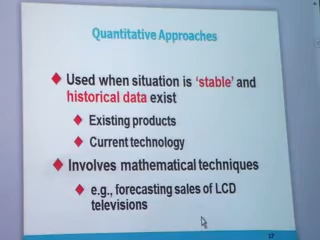 Quantitative Approaches
Used when situation is ‘stable’ and
historical data exist
Existing products
Current technology
Involves mathematical techniques
e.g., forecasting sales of LCD
televisions
17